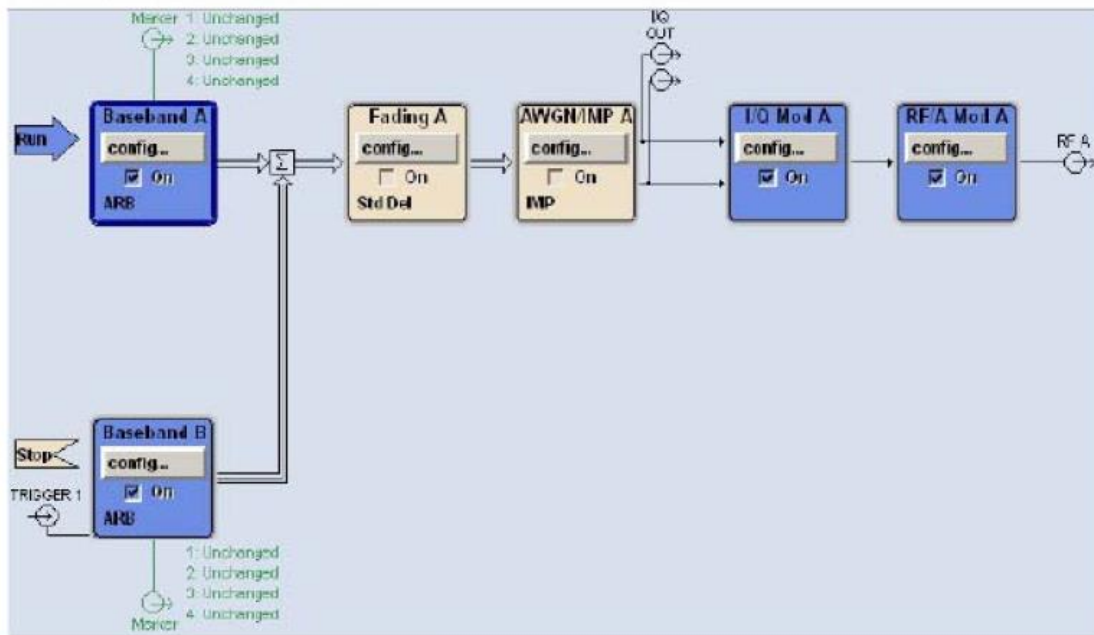 Marker 1: Unchanged
2: Unchanged
3: Unchanged
4: Unchanged
I/Q
OUT
Run
Baseband A
config...
On
ARB
Σ
Fading A
config...
On
Std Del
AWGN/IMP A
config...
On
IMP
I/Q Mod A
config...
On
RF/A Mod A
config...
On
RF A
Stop
TRIGGER 1
Baseband B
config...
On
ARB
1: Unchanged
2: Unchanged
3: Unchanged
4: Unchanged
Marker